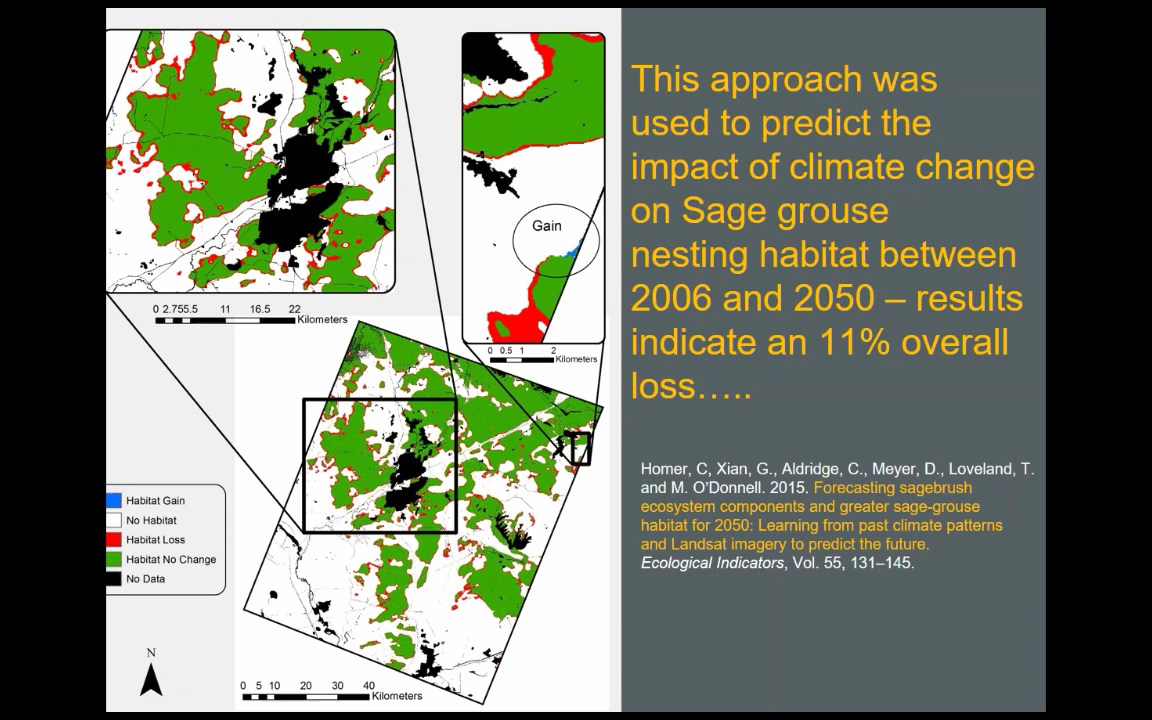 This approach was
used to predict the
impact of climate change
on Sage grouse
nesting habitat between
2006 and 2050 – results
indicate an 11% overall
loss…..
Homer, C, Xian, G., Aldridge, C., Meyer, D., Loveland, T.
and M. O'Donnell. 2015. Forecasting sagebrush
ecosystem components and greater sage-grouse
habitat for 2050: Learning from past climate patterns
and Landsat imagery to predict the future.
Ecological Indicators, Vol. 55, 131–145.
Gain
0 2.755.5 11 16.5 22
Kilometers
0 0.5 1 2
Kilometers
Habitat Gain
No Habitat
Habitat Loss
Habitat No Change
No Data
N
0 5 10 20 30 40
Kilometers